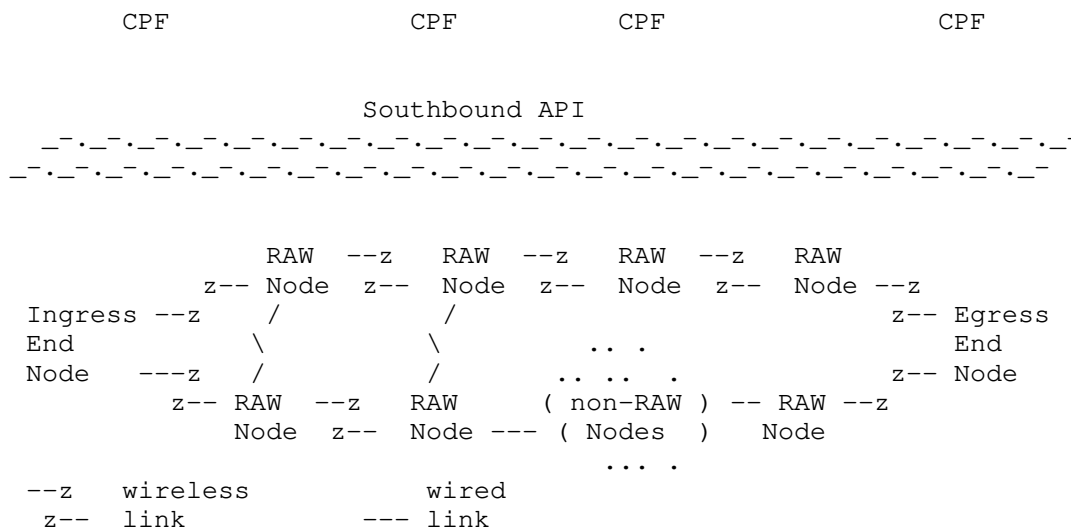 CPF CPF CPF CPF
Southbound API
_-._-._-._-._-._-._-._-._-._-._-._-._-._-._-._-._-._-._-._-._-._-
_-._-._-._-._-._-._-._-._-._-._-._-._-._-._-._-._-._-._-._-._-._-
RAW --z RAW --z RAW --z RAW
z-- Node z-- Node z-- Node z-- Node --z
Ingress --z / / z-- Egress
End \ \ .. . End
Node ---z / / .. .. . z-- Node
z-- RAW --z RAW ( non-RAW ) -- RAW --z
Node z-- Node --- ( Nodes ) Node
... .
--z wireless wired
z-- link --- link